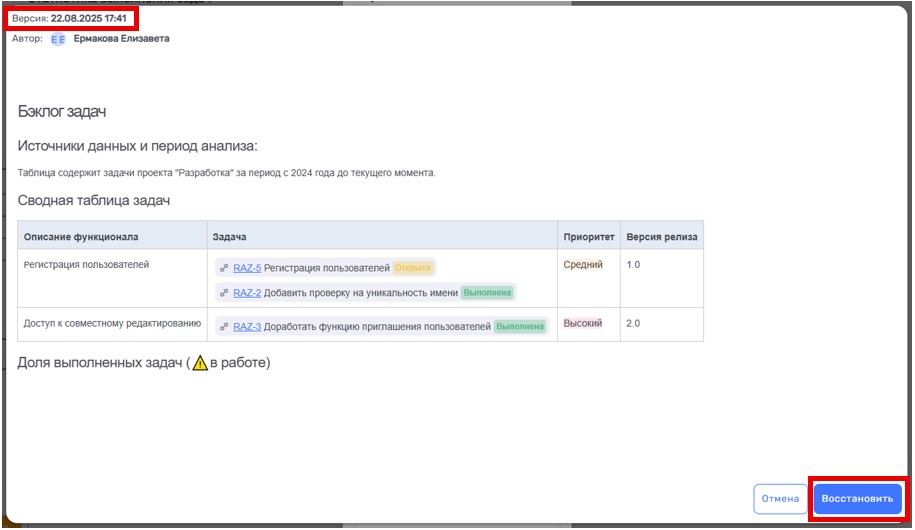 Версия: 22.08.2025 17:41
Автор: EE Ермакова Елизавета
Бэклог задач
Источники данных и период анализа:
Таблица содержит задачи проекта "Разработка" за период с 2024 года до текущего момента.
Сводная таблица задач
Описание функционала Задача Приоритет Версия релиза
Регистрация пользователей RAZ-5 Регистрация пользователей Открыта Средний 1.0
RAZ-2 Добавить проверку на уникальность имени Выполнена
Доступ к совместному редактированию RAZ-3 Доработать функцию приглашения пользователей Выполнена Высокий 2.0
Доля выполненных задач (⚠ в работе)
Отмена Восстановить